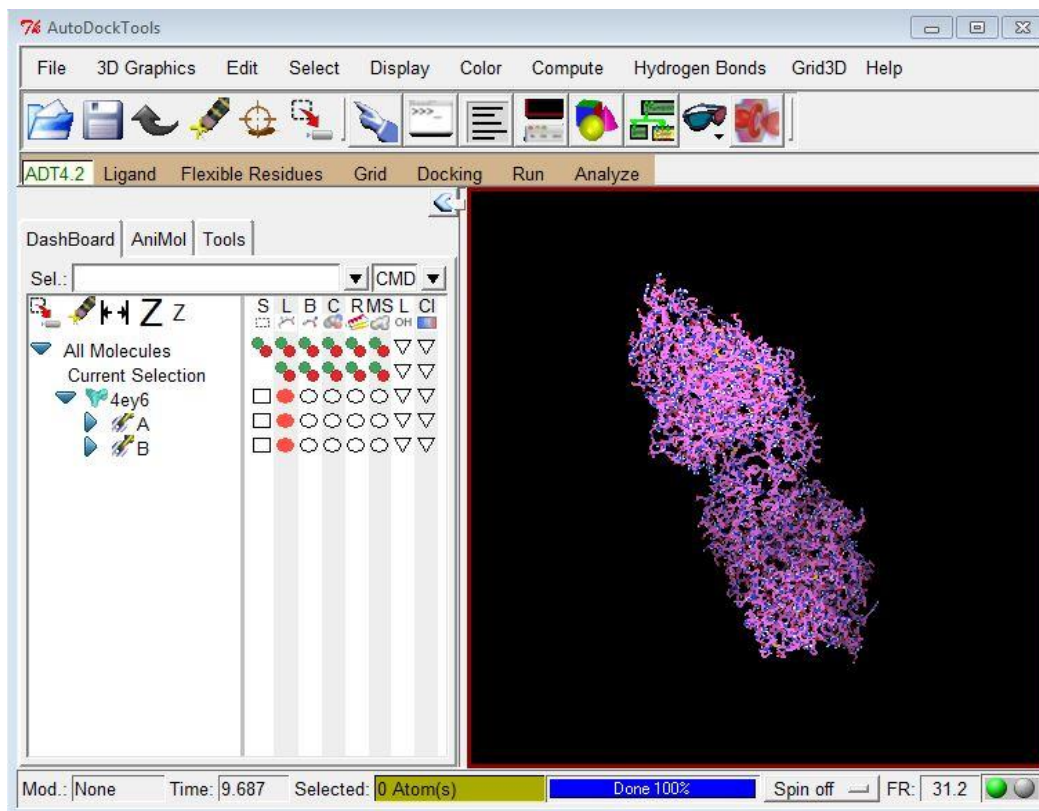 AutoDockTools
File 3D Graphics Edit Select Display Color Compute Hydrogen Bonds Grid3D Help
>>>_
ADT4.2 Ligand Flexible Residues Grid Docking Run Analyze
DashBoard AniMol Tools
Sel.: CMD
Z Z S L B C R MS L Cl
OH
All Molecules
Current Selection
4ey6
A
B
Mod.: None Time: 9.687 Selected: 0 Atom(s) Done 100% Spin off FR: 31.2